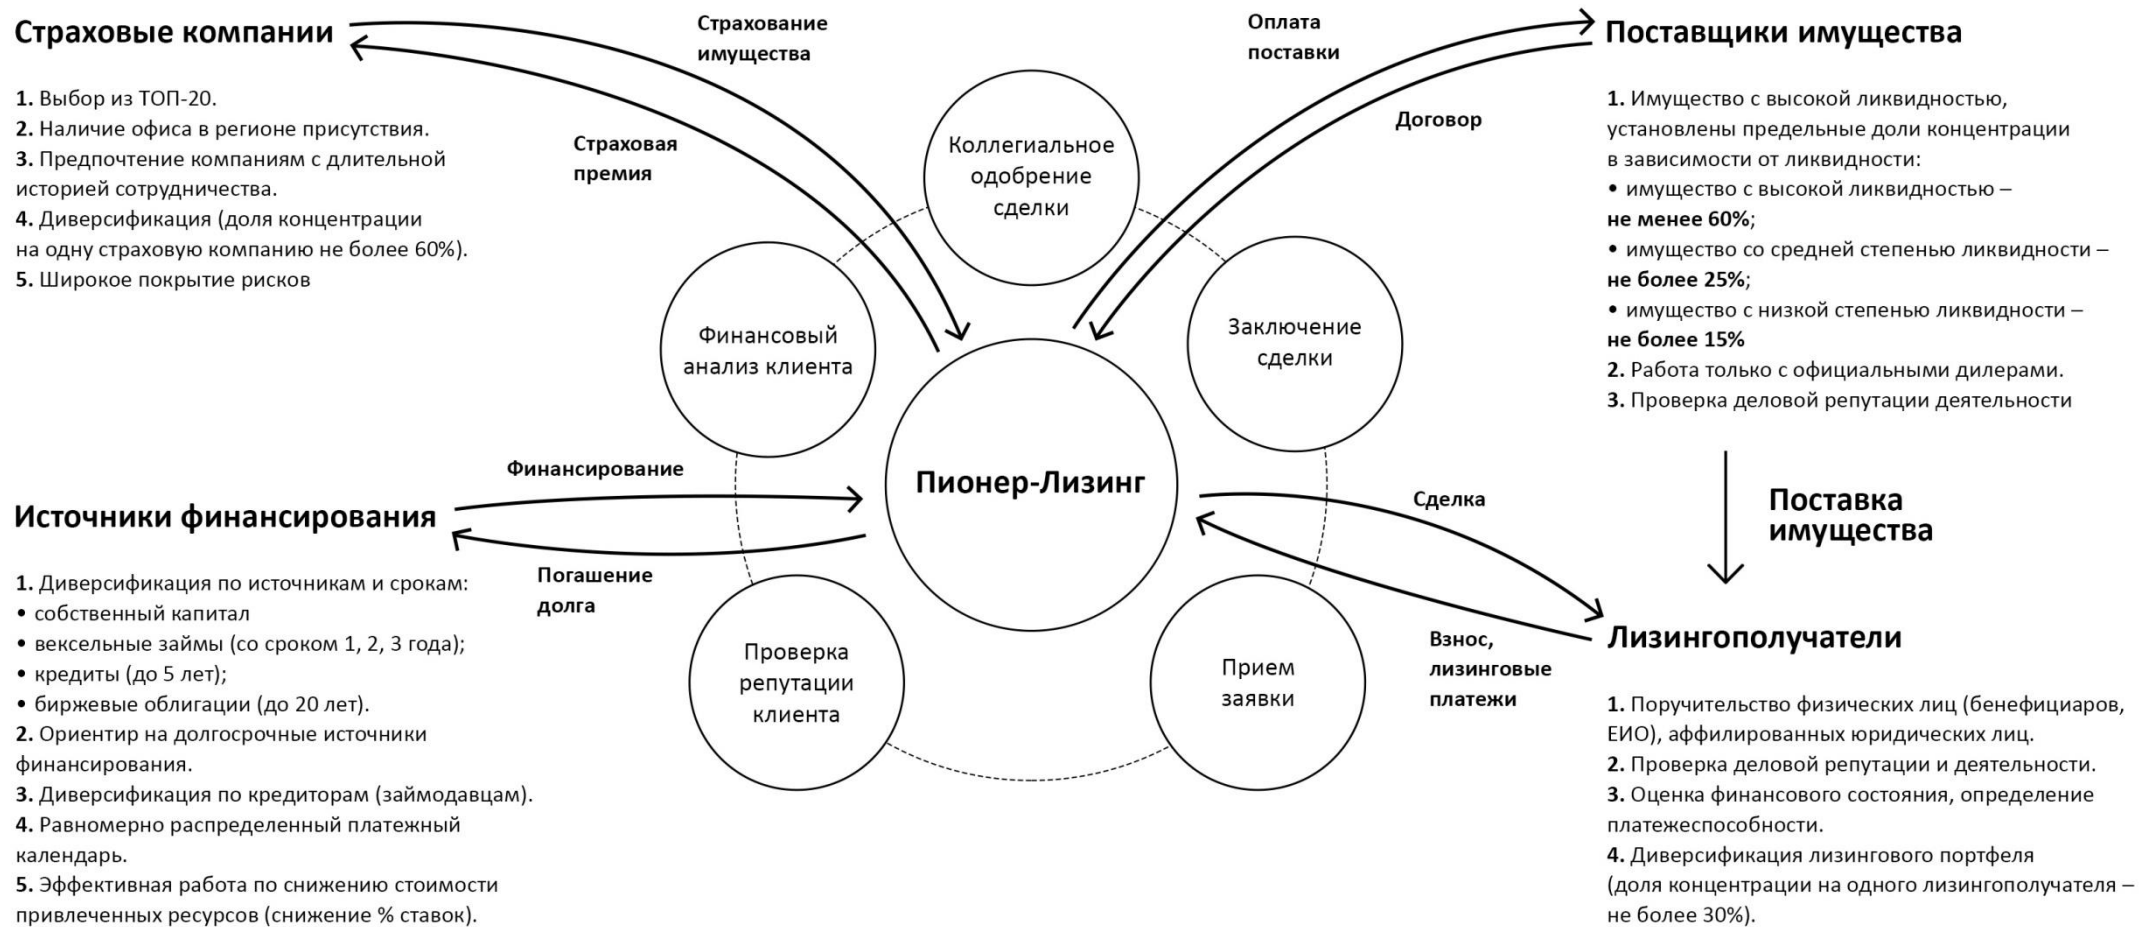 Страховые компании
1. Выбор из ТОП-20.
2. Наличие офиса в регионе присутствия.
3. Предпочтение компаниям с длительной
историей сотрудничества.
4. Диверсификация (доля концентрации
на одну страховую компанию не более 60%).
5. Широкое покрытие рисков
Страхование
имущества
Страховая
премия
Оплата
поставки
Договор
Поставщики имущества
1. Имущество с высокой ликвидностью,
установлены предельные доли концентрации
в зависимости от ликвидности:
• имущество с высокой ликвидностью –
не менее 60%;
• имущество со средней степенью ликвидности –
не более 25%;
• имущество с низкой степенью ликвидности –
не более 15%
2. Работа только с официальными дилерами.
3. Проверка деловой репутации деятельности
Коллегиальное
одобрение
сделки
Финансовый
анализ клиента
Заключение
сделки
Пионер-Лизинг
Проверка
репутации
клиента
Прием
заявки
Финансирование
Погашение
долга
Источники финансирования
1. Диверсификация по источникам и срокам:
• собственный капитал
• вексельные займы (со сроком 1, 2, 3 года);
• кредиты (до 5 лет);
• биржевые облигации (до 20 лет).
2. Ориентир на долгосрочные источники
финансирования.
3. Диверсификация по кредиторам (займодавцам).
4. Равномерно распределенный платежный
календарь.
5. Эффективная работа по снижению стоимости
привлеченных ресурсов (снижение % ставок).
Сделка
Взнос,
лизинговые
платежи
Поставка
имущества
Лизингополучатели
1. Поручительство физических лиц (бенефициаров,
ЕИО), аффилированных юридических лиц.
2. Проверка деловой репутации и деятельности.
3. Оценка финансового состояния, определение
платежеспособности.
4. Диверсификация лизингового портфеля
(доля концентрации на одного лизингополучателя –
не более 30%).